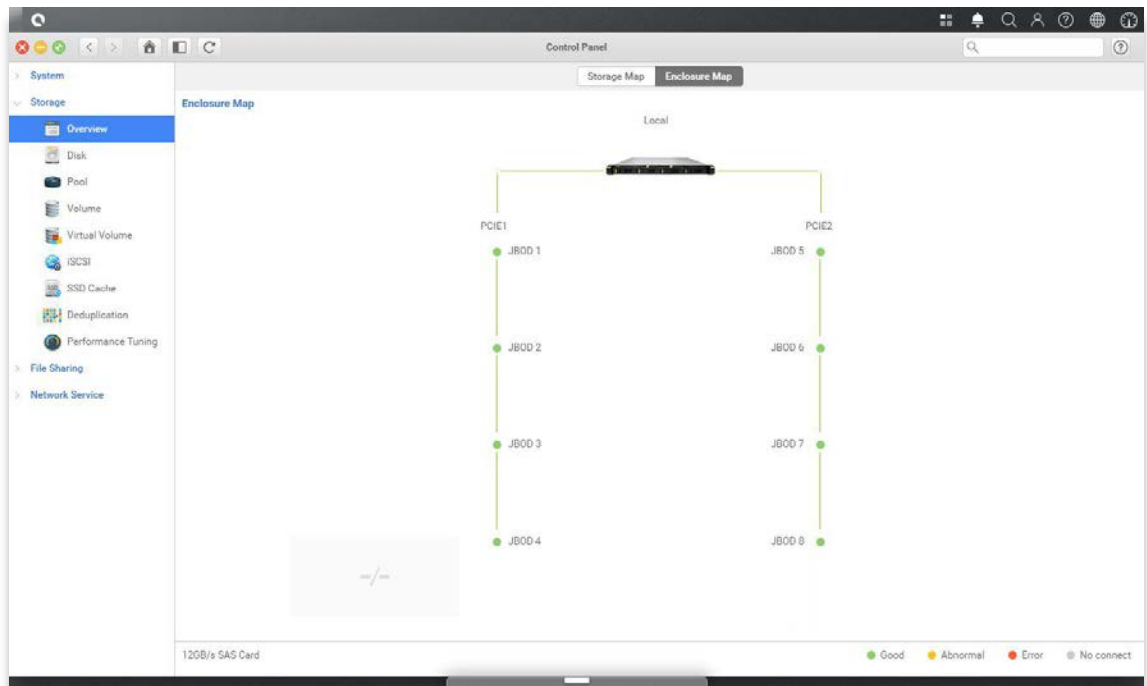 Control Panel
System
Storage
Overview
Disk
Pool
Volume
Virtual Volume
iSCSI
SSD Cache
Deduplication
Performance Tuning
File Sharing
Network Service
Storage Map Enclosure Map
Enclosure Map
Local
PCIE1 PCIE2
JBOD 1 JBOD 5
JBOD 2 JBOD 6
JBOD 3 JBOD 7
JBOD 4 JBOD 8
-/-
12GB/s SAS Card Good Abnormal Error No connect